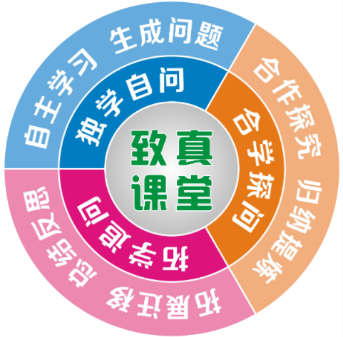 自主学习 生成问题
独学自问
合作探究 归纳提炼
合学探问
拓展迁移 总结反思
拓学追问
致真
课堂